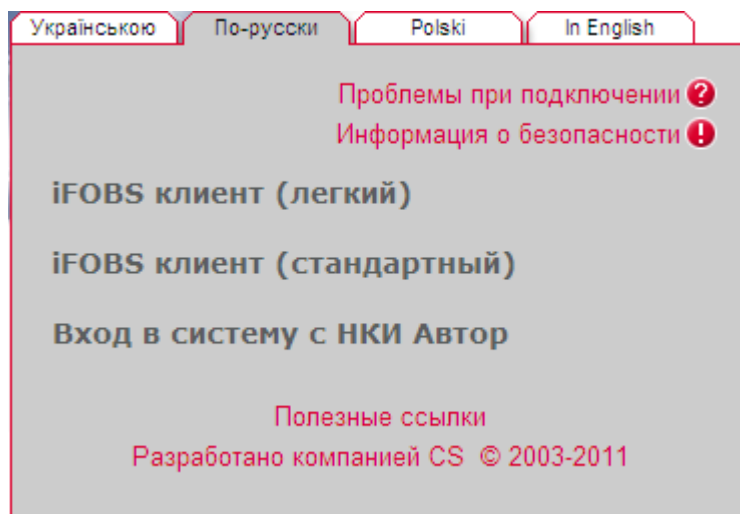 Українською По-русски Polski In English
Проблемы при подключении ?
Информация о безопасности !
iFOBS клиент (легкий)
iFOBS клиент (стандартный)
Вход в систему с НКИ Автор
Полезные ссылки
Разработано компанией CS © 2003-2011